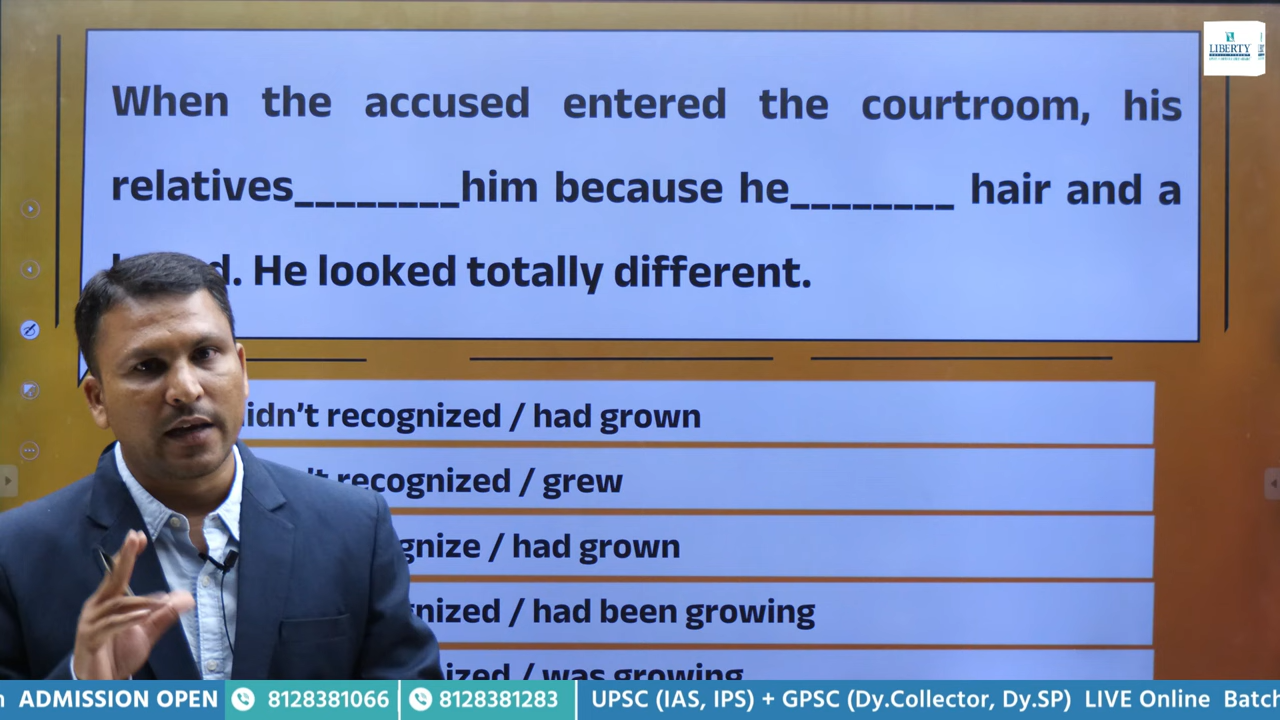 LIBERTY
When the accused entered the courtroom, his
relatives________him because he________ hair and a
He looked totally different.
idn't recognized / had grown
't recognized / grew
gnize / had grown
gnized / had been growing
ized / was growing
ADMISSION OPEN 8128381066 8128381283 UPSC (IAS, IPS) + GPSC (Dy.Collector, Dy.SP) LIVE Online Batch